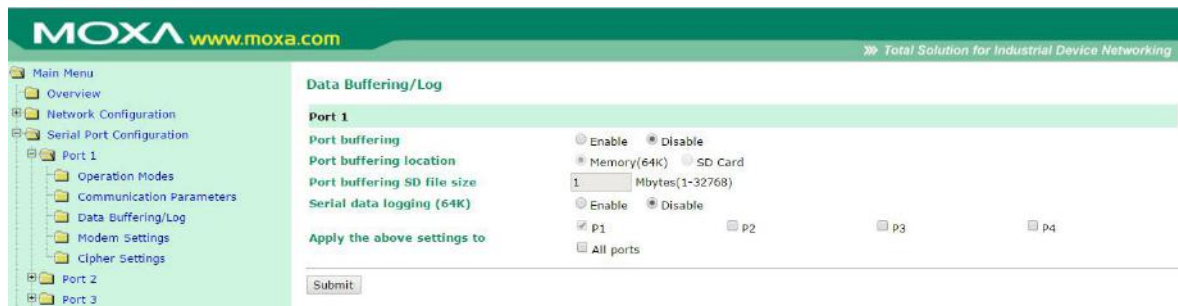 MOXA www.moxa.com
Total Solution for Industrial Device Networking
Main Menu
Overview
Network Configuration
Serial Port Configuration
Port 1
Operation Modes
Communication Parameters
Data Buffering/Log
Modem Settings
Cipher Settings
Port 2
Port 3
Data Buffering/Log
Port 1
Port buffering Enable Disable
Port buffering location Memory(64K) SD Card
Port buffering SD file size 1 Mbytes(1-32768)
Serial data logging (64K) Enable Disable
Apply the above settings to P1 P2 P3 P4
All ports
Submit